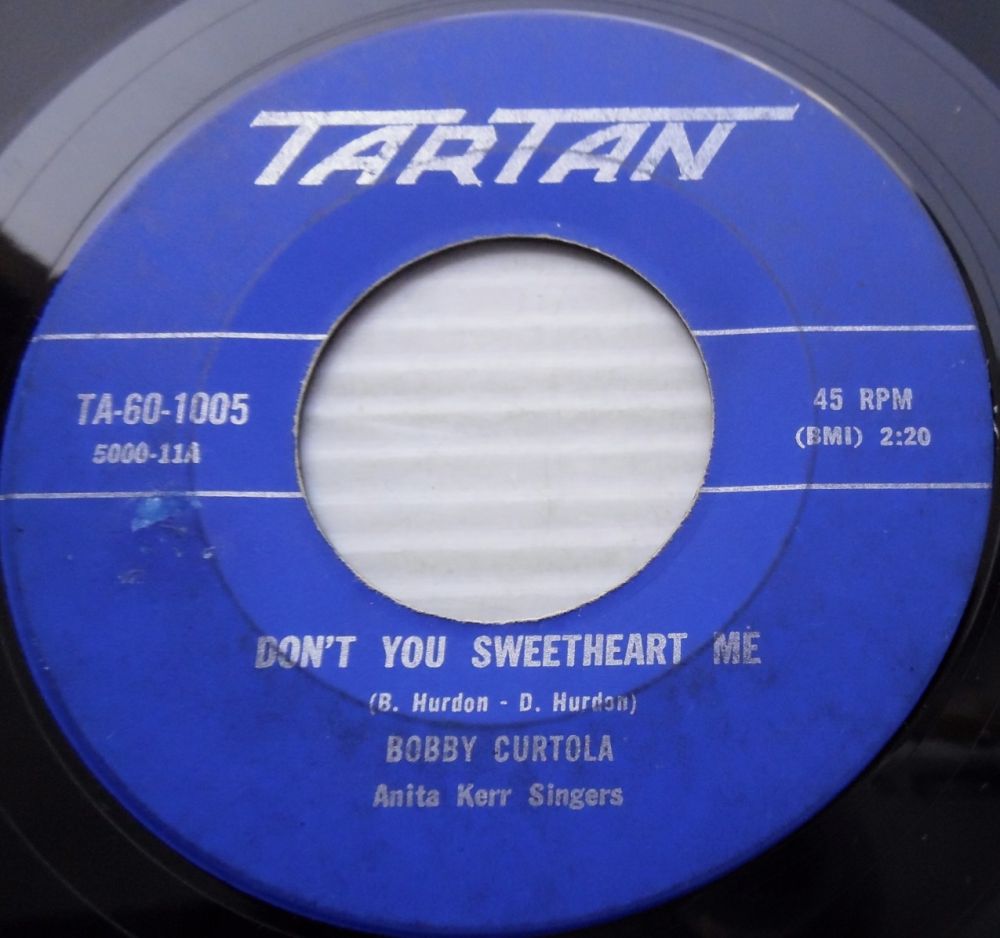 TARTAN
TA-60-1005
5000-11A
45 RPM
(BMI) 2:20
DON'T YOU SWEETHEART ME
(B. Hurdon - D. Hurdon)
BOBBY CURTOLA
Anita Kerr Singers